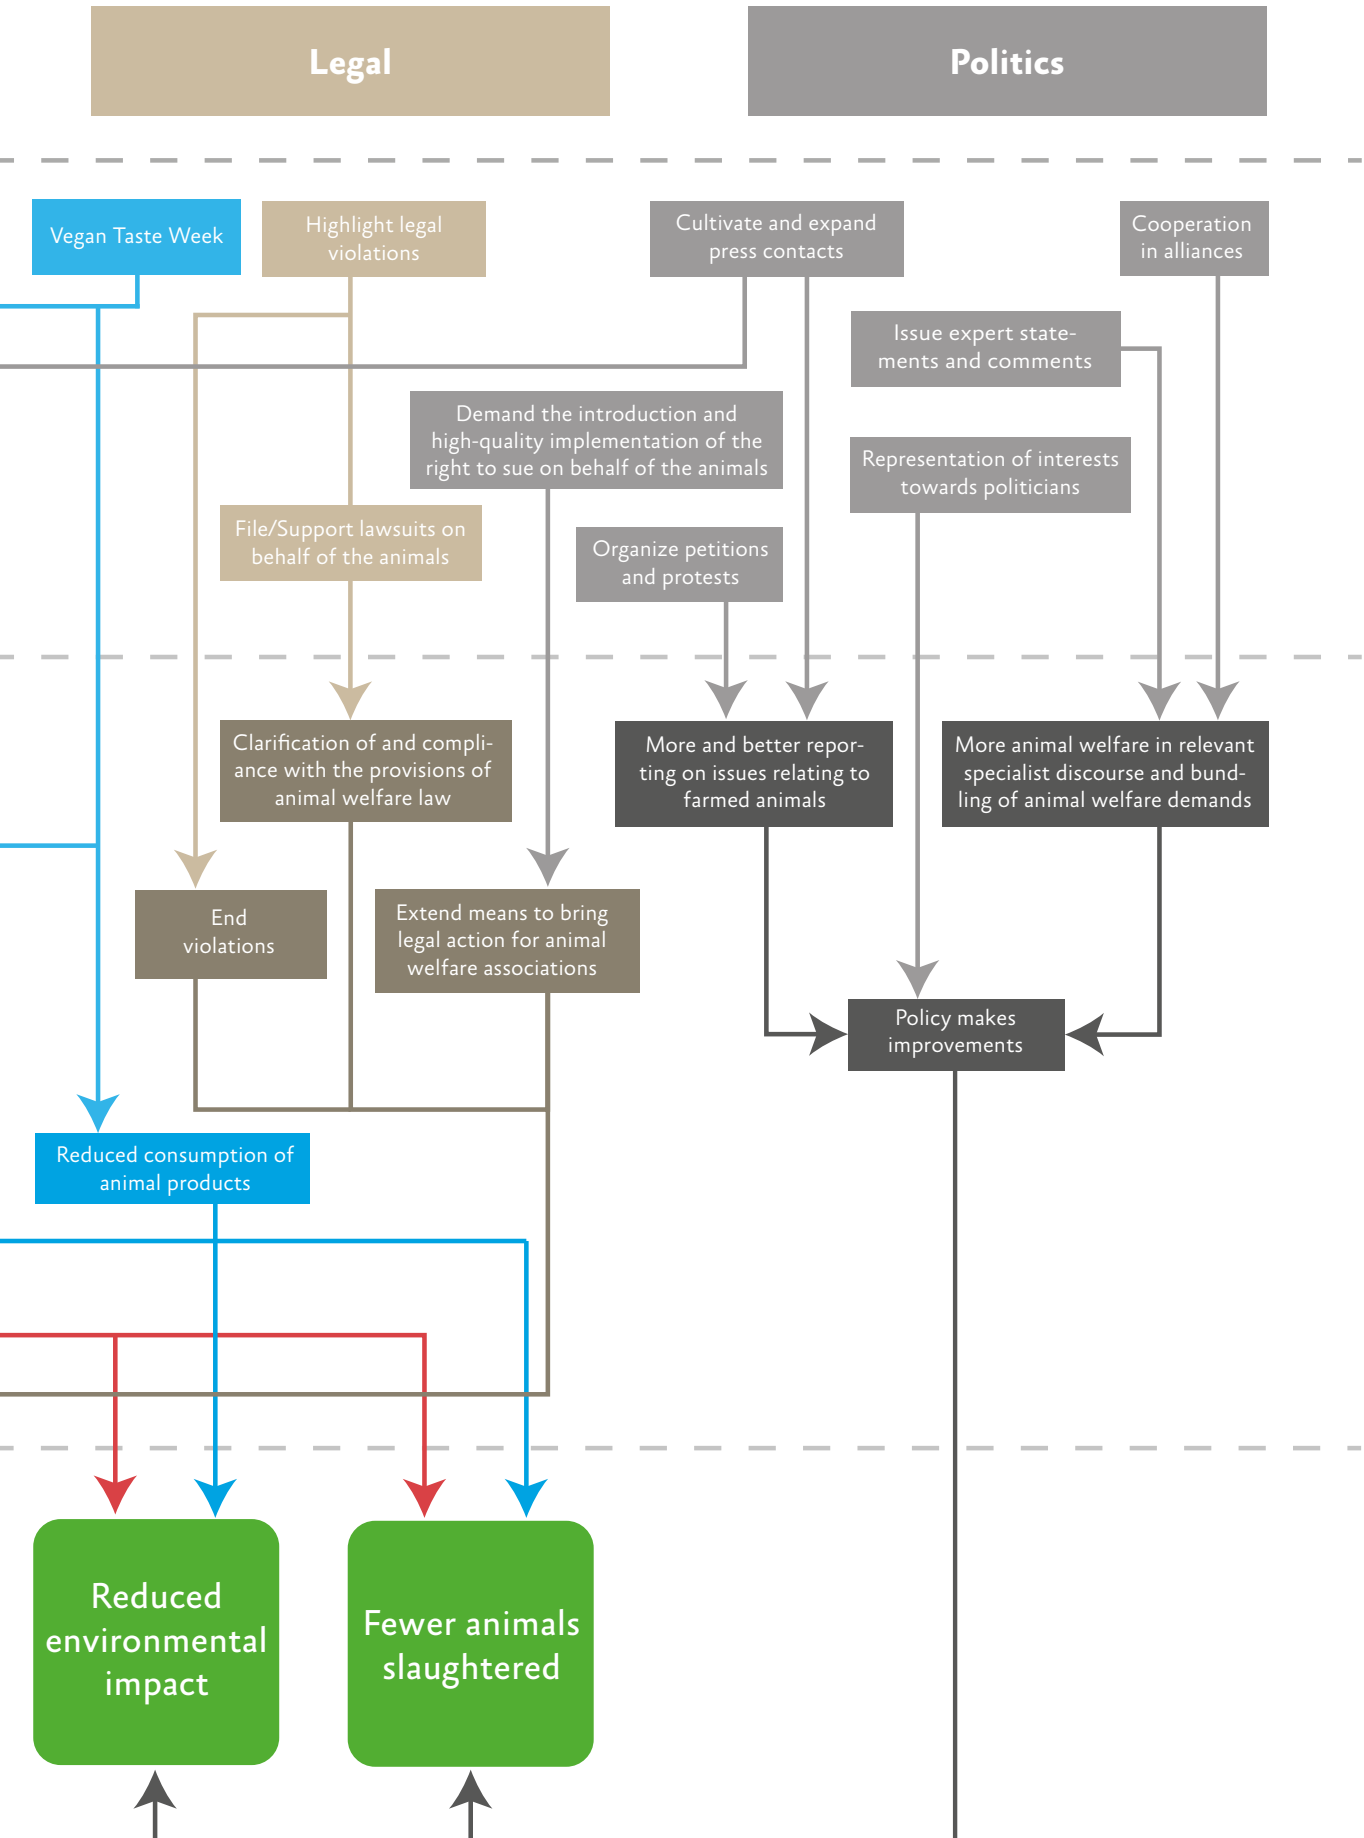 Legal
Politics
Vegan Taste Week
Highlight legal
violations
Cultivate and expand
press contacts
Cooperation
in alliances
Issue expert state-
ments and comments
Demand the introduction and
high-quality implementation of the
right to sue on behalf of the animals
Representation of interests
towards politicians
File/Support lawsuits on
behalf of the animals
Organize petitions
and protests
Clarification of and compli-
ance with the provisions of
animal welfare law
More and better repor-
ting on issues relating to
farmed animals
More animal welfare in relevant
specialist discourse and bund-
ling of animal welfare demands
End
violations
Extend means to bring
legal action for animal
welfare associations
Policy makes
improvements
Reduced consumption of
animal products
Reduced
environmental
impact
Fewer animals
slaughtered